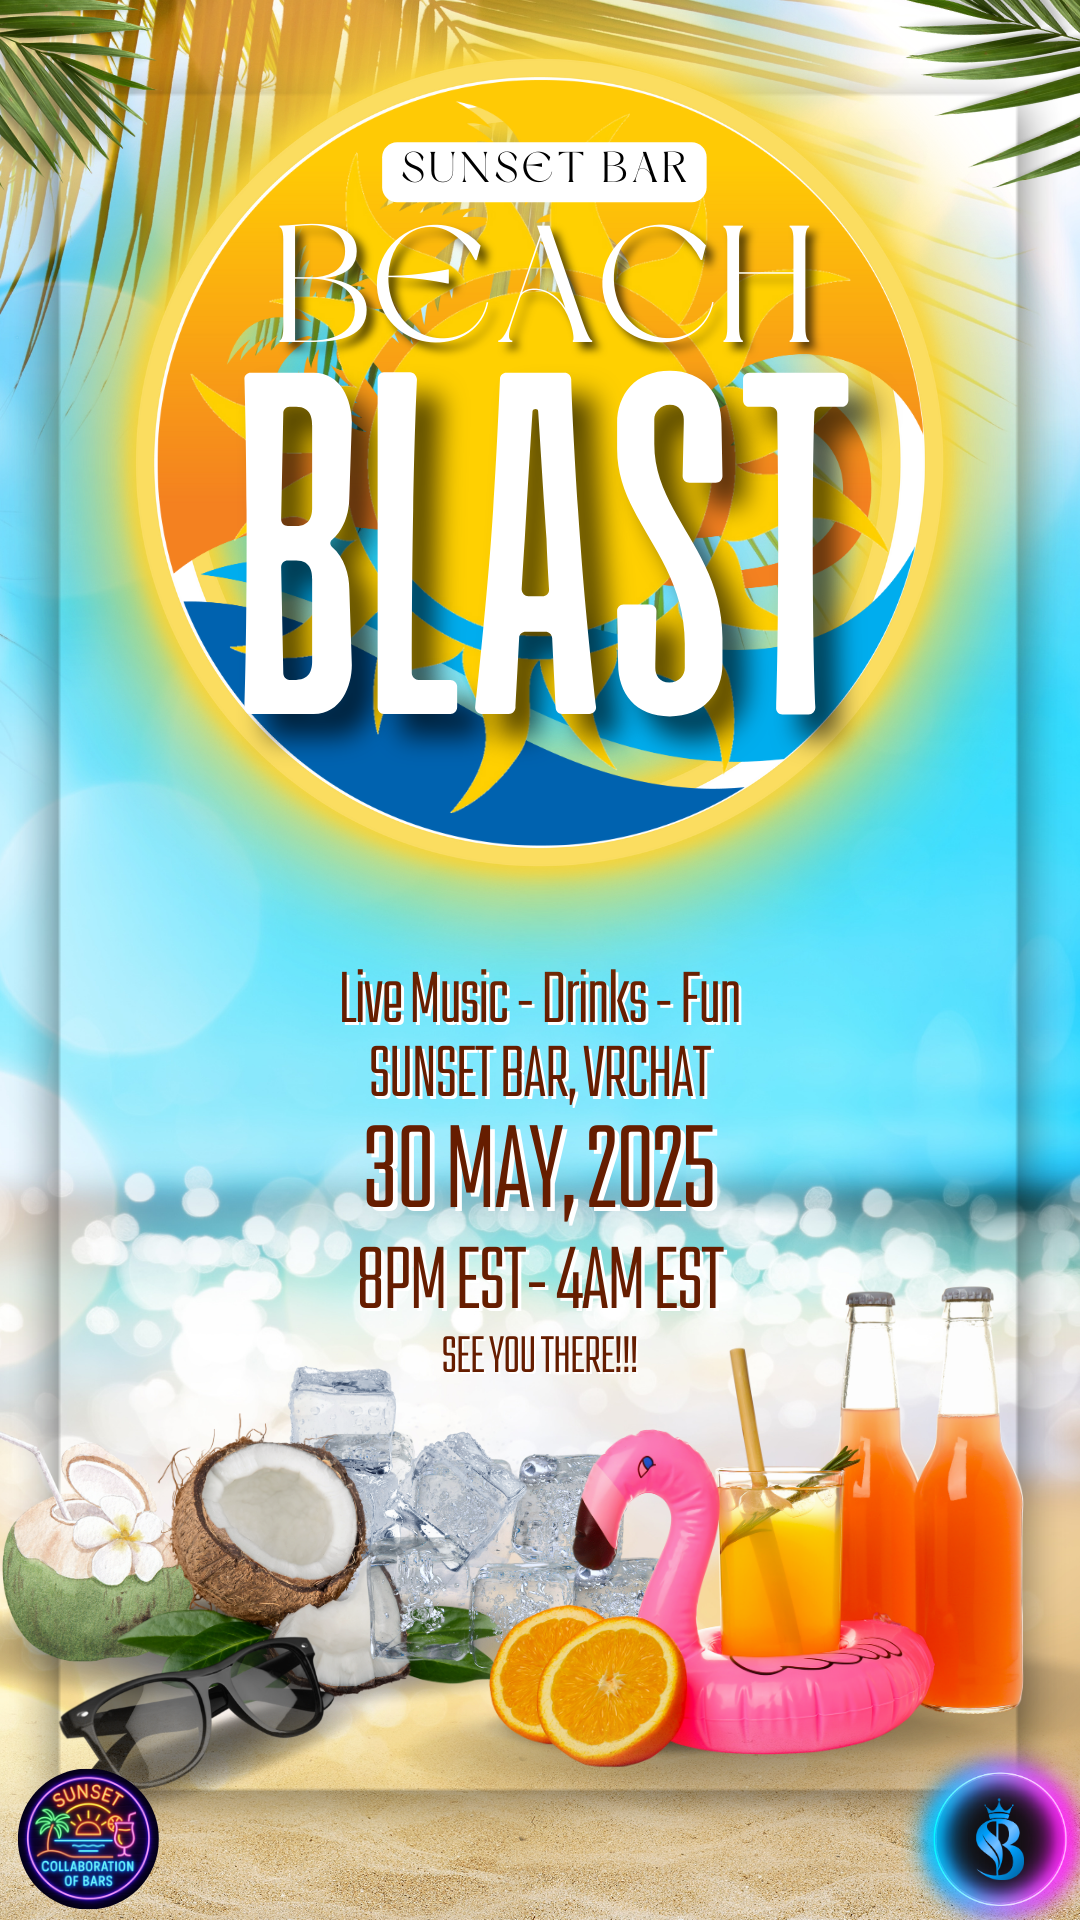 SUNSET BAR
BEACH
BLAST
Live Music - Drinks - Fun
SUNSET BAR, VRCHAT
30 MAY, 2025
8PM EST- 4AM EST
SEE YOU THERE!!!
SUNSET
COLLABORATION
OF BARS
B